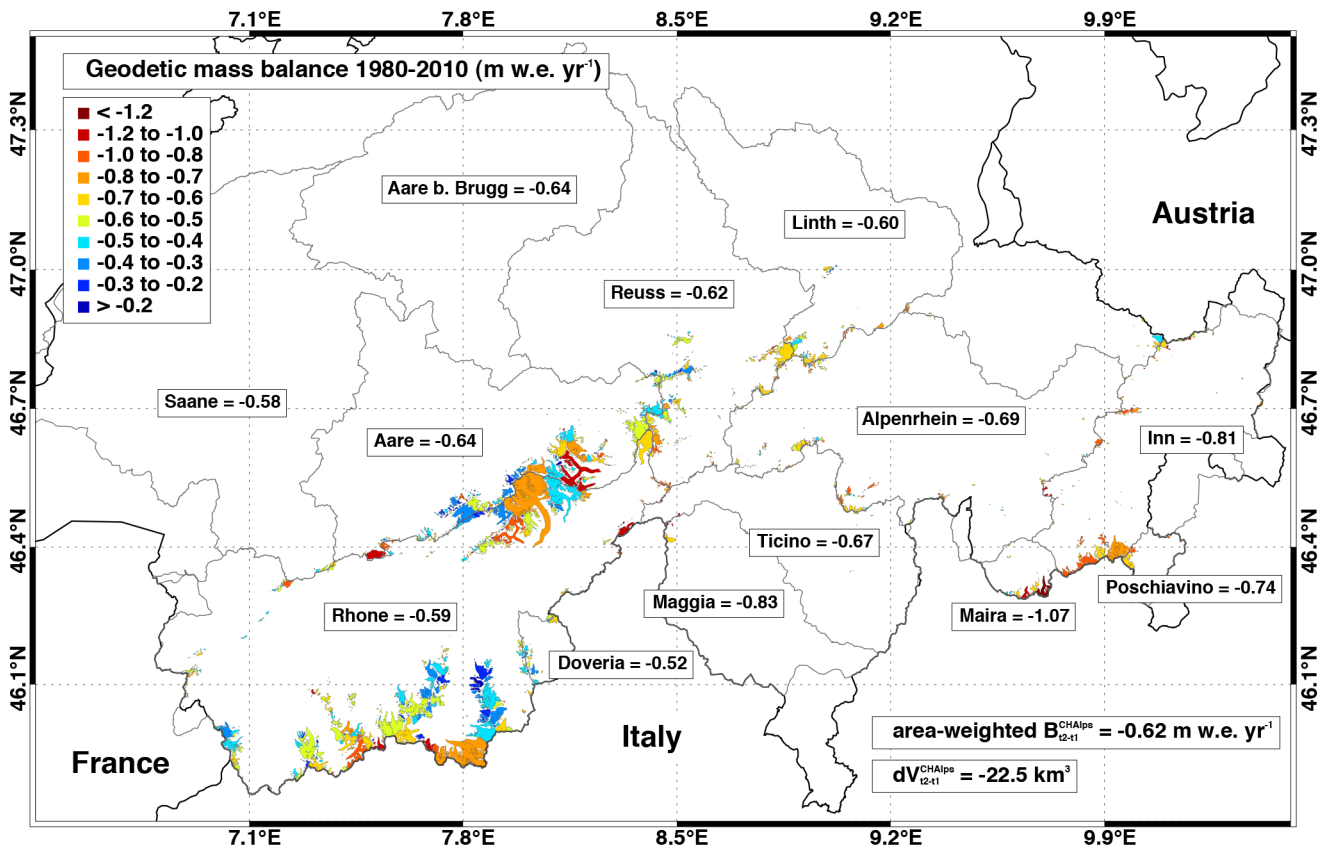 7.1°E 7.8°E 8.5°E 9.2°E 9.9°E
Geodetic mass balance 1980-2010 (m w.e. yr⁻¹)
< -1.2
-1.2 to -1.0
-1.0 to -0.8
-0.8 to -0.7
-0.7 to -0.6
-0.6 to -0.5
-0.5 to -0.4
-0.4 to -0.3
-0.3 to -0.2
> -0.2
47.3°N 47.3°N
47.0°N 47.0°N
46.7°N 46.7°N
46.4°N 46.4°N
46.1°N 46.1°N
Aare b. Brugg = -0.64
Austria
Linth = -0.60
Reuss = -0.62
Saane = -0.58
Alpenrhein = -0.69
Aare = -0.64
Inn = -0.81
Ticino = -0.67
Poschiavino = -0.74
Maggia = -0.83
Rhone = -0.59
Maira = -1.07
Doveria = -0.52
Italy
France
area-weighted B CHAlps t2-t1 = -0.62 m w.e. yr⁻¹
dV CHAlps t2-t1 = -22.5 km³
7.1°E 7.8°E 8.5°E 9.2°E 9.9°E